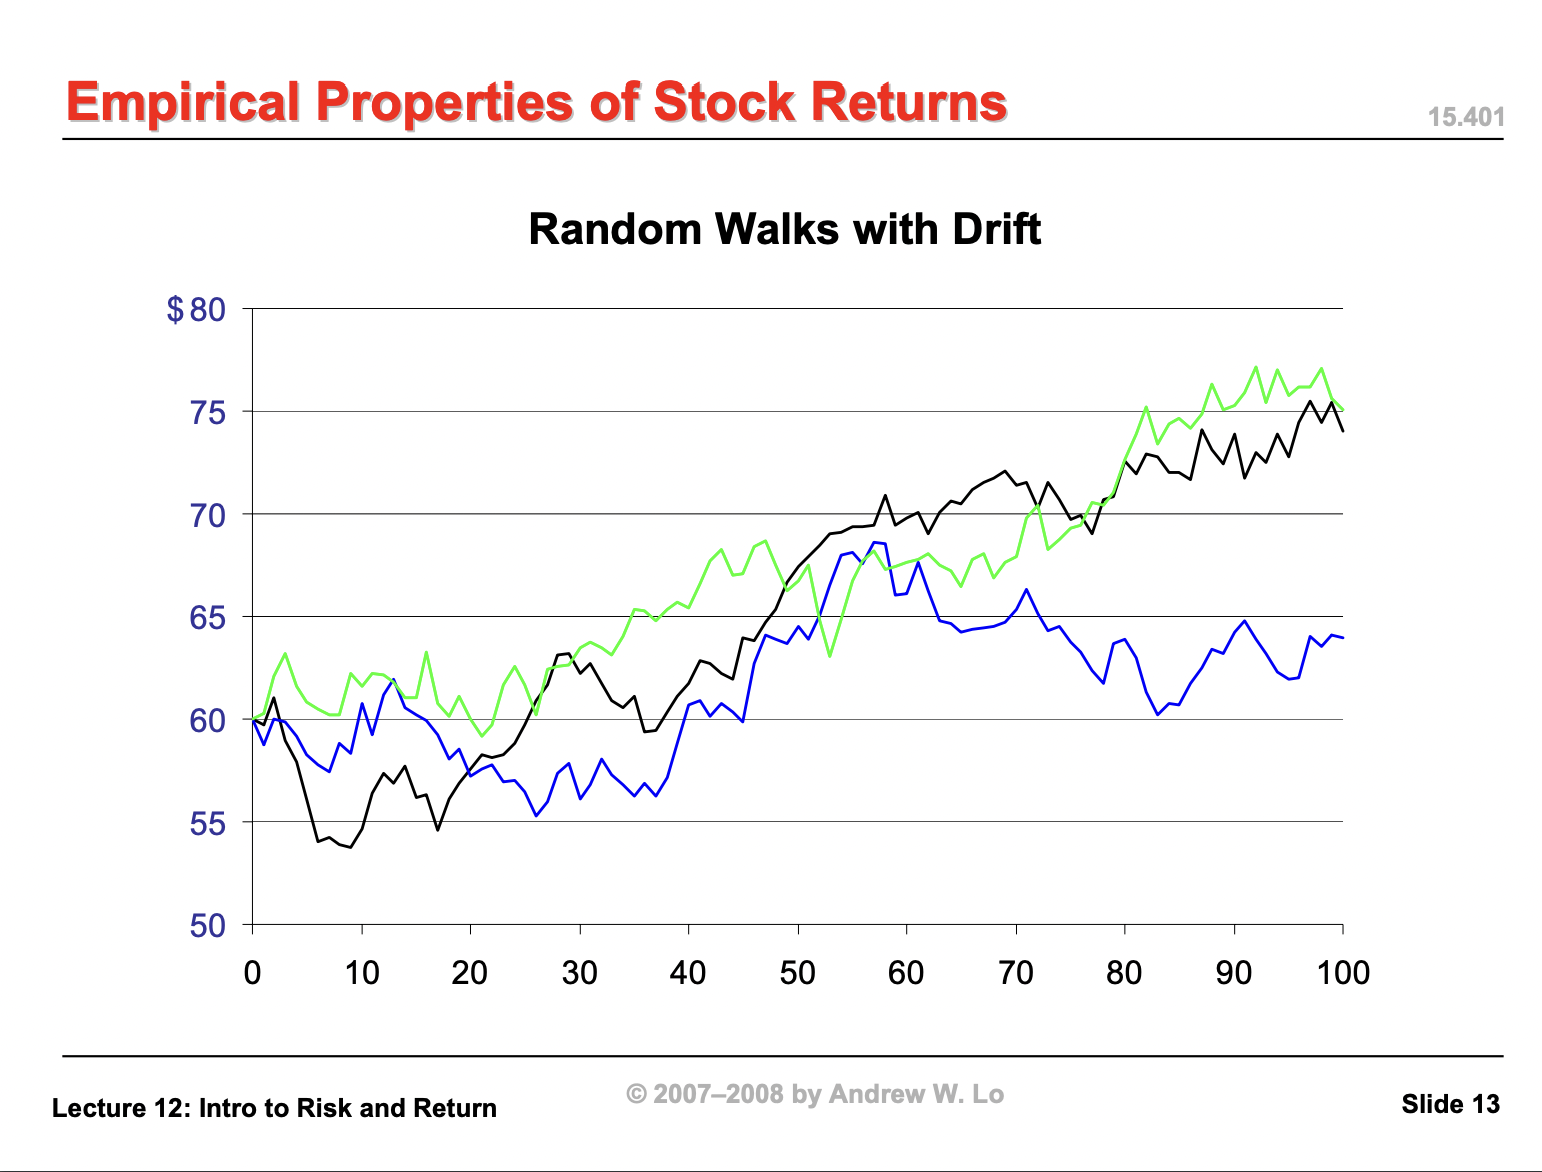 Empirical Properties of Stock Returns
15.401
Random Walks with Drift
$ 80
75
70
65
60
55
50
0 10 20 30 40 50 60 70 80 90 100
Lecture 12: Intro to Risk and Return
© 2007–2008 by Andrew W. Lo
Slide 13